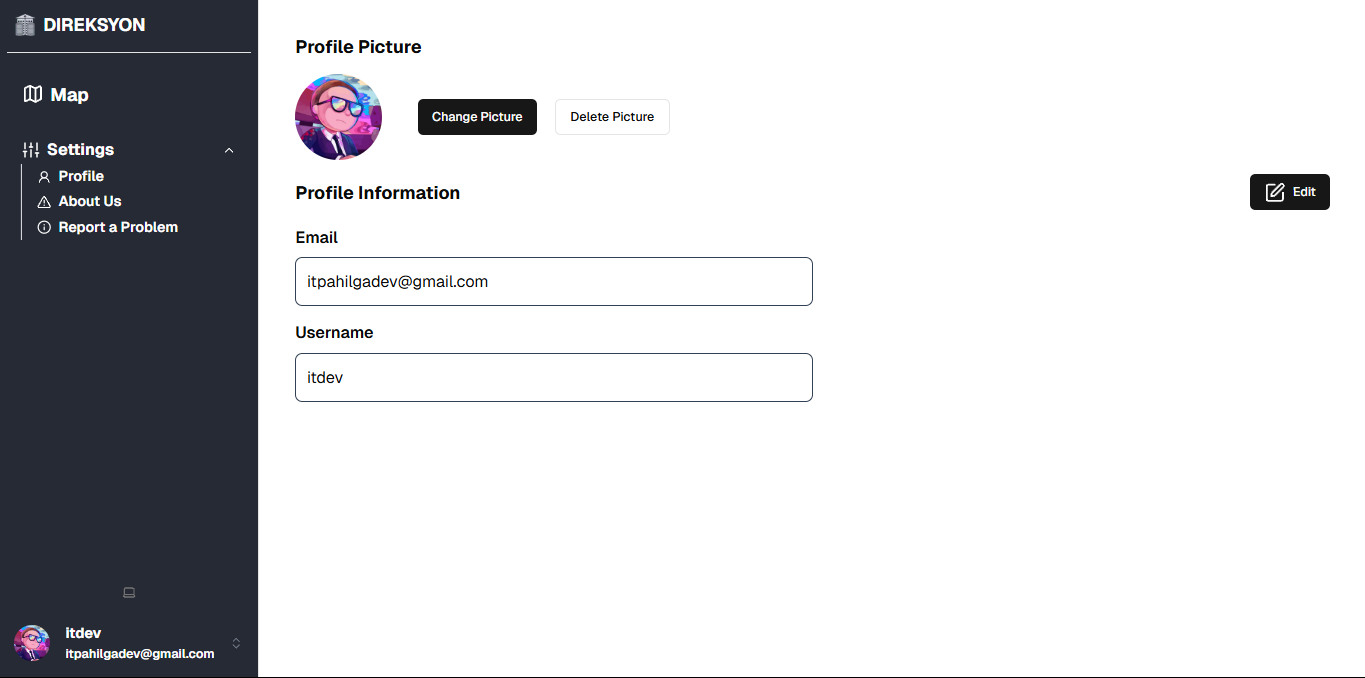 DIREKSYON
Map
Settings
Profile
About Us
Report a Problem
itdev
itpahilgadev@gmail.com
Profile Picture
Change Picture
Delete Picture
Profile Information
Edit
Email
itpahilgadev@gmail.com
Username
itdev